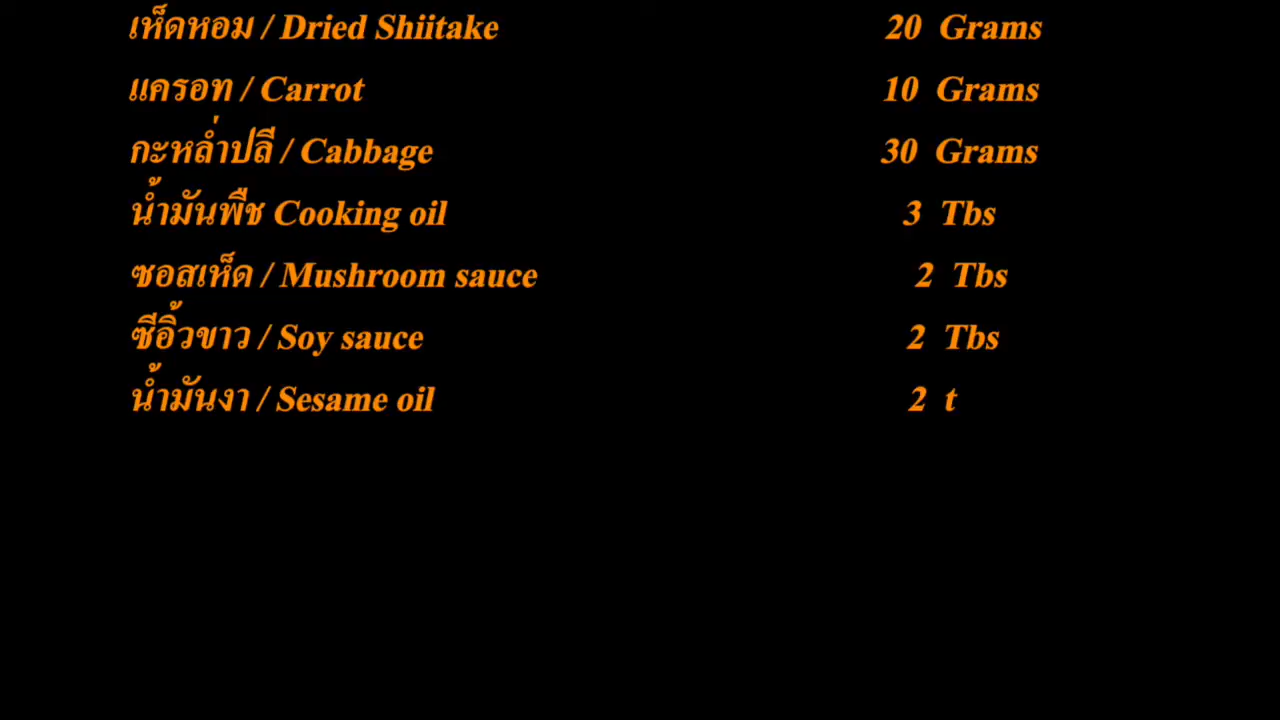 เห็ดหอม / Dried Shiitake 20 Grams
แครอท / Carrot 10 Grams
กะหล่ำปลี / Cabbage 30 Grams
น้ำมันพืช Cooking oil 3 Tbs
ซอสเห็ด / Mushroom sauce 2 Tbs
ซีอิ้วขาว / Soy sauce 2 Tbs
น้ำมันงา / Sesame oil 2 t